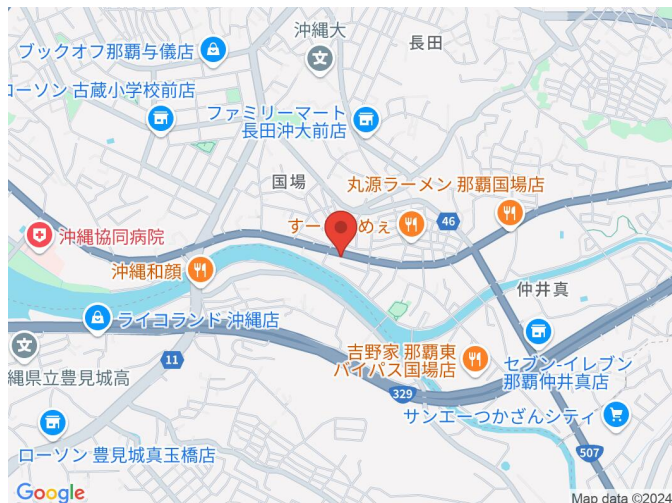 沖縄大
長田
ブックオフ那覇与儀店
ローソン 古蔵小学校前店
ファミリーマート
長田沖大前店
国場
丸源ラーメン 那覇国場店
46
沖縄協同病院
沖縄和顔
仲井真
ライコランド 沖縄店
縄県立豊見城高
11
吉野家 那覇東
バイパス国場店
セブン-イレブン
那覇仲井真店
329
サンエーつかざんシティ
ローソン 豊見城真玉橋店
507
Google
Map data ©2024